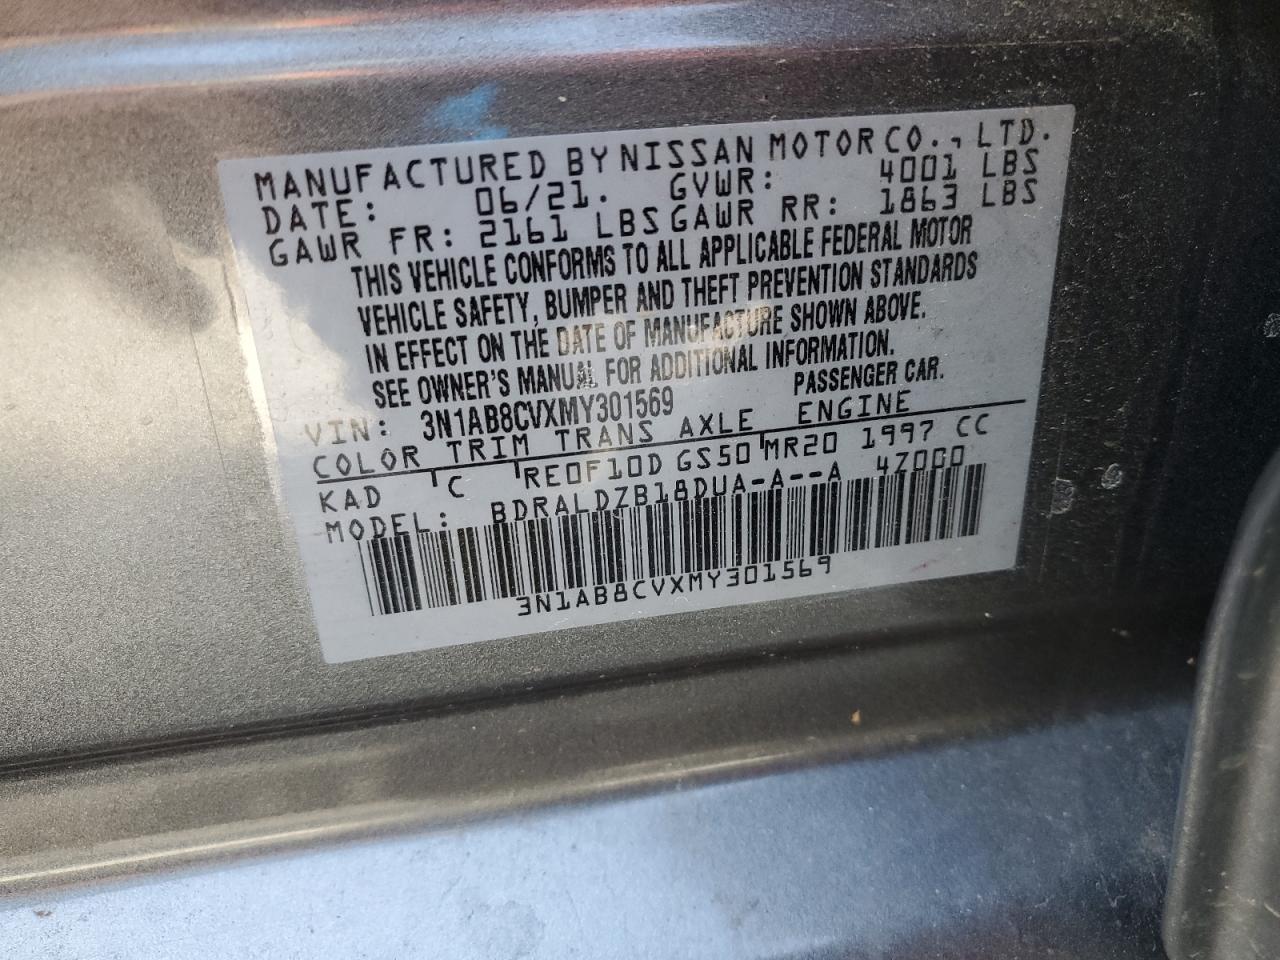 MANUFACTURED BY NISSAN MOTOR CO., LTD.
DATE: 06/21. GVWR: 4001 LBS
GAWR FR: 2161 LBS GAWR RR: 1863 LBS
THIS VEHICLE CONFORMS TO ALL APPLICABLE FEDERAL MOTOR
VEHICLE SAFETY, BUMPER AND THEFT PREVENTION STANDARDS
IN EFFECT ON THE DATE OF MANUFACTURE SHOWN ABOVE.
SEE OWNER'S MANUAL FOR ADDITIONAL INFORMATION.
VIN: 3N1AB8CVXMY301569 PASSENGER CAR.
COLOR TRIM TRANS AXLE ENGINE
KAD C RE0F10D GS50 MR20 1997 CC
MODEL: BDRALDZB18DUA-A--A 4Z000
3N1AB8CVXMY301569